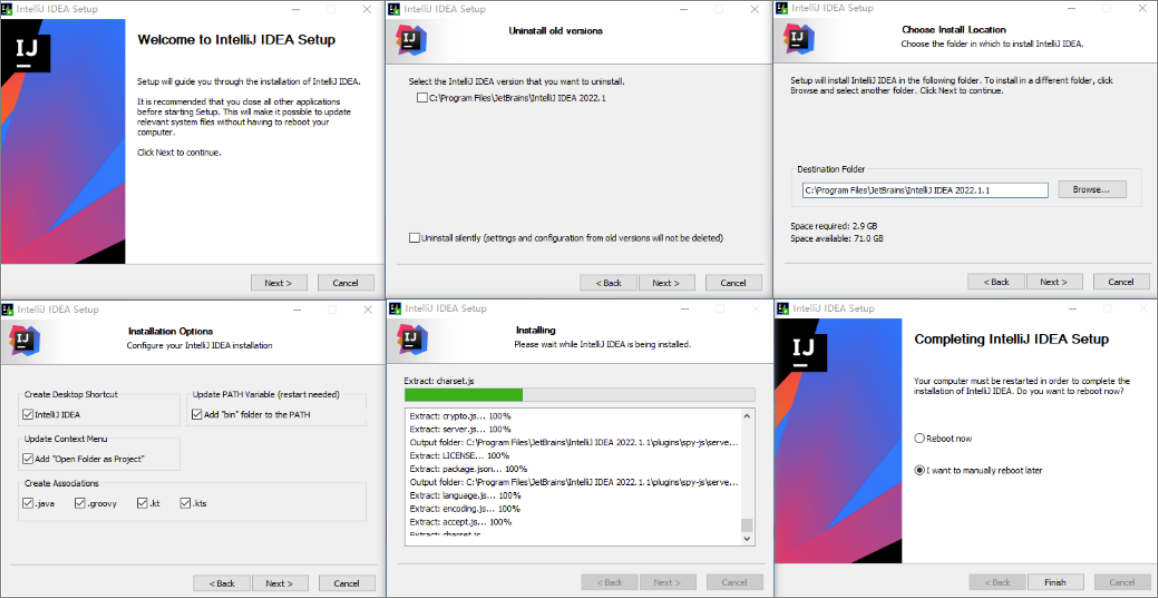 IntelliJ IDEA Setup
IJ
Welcome to IntelliJ IDEA Setup
Setup will guide you through the installation of IntelliJ IDEA.
It is recommended that you close all other applications
before starting Setup. This will make it possible to update
relevant system files without having to reboot your
computer.
Click Next to continue.
Next >
Cancel
IntelliJ IDEA Setup
IJ
Uninstall old versions
Select the IntelliJ IDEA version that you want to uninstall.
C:\Program Files\JetBrains\IntelliJ IDEA 2022.1
Uninstall silently (settings and configuration from old versions will not be deleted)
< Back
Next >
Cancel
IntelliJ IDEA Setup
IJ
Choose Install Location
Choose the folder in which to install IntelliJ IDEA.
Setup will install IntelliJ IDEA in the following folder. To install in a different folder, click
Browse and select another folder. Click Next to continue.
Destination Folder
C:\Program Files\JetBrains\IntelliJ IDEA 2022.1.1
Browse...
Space required: 2.9 GB
Space available: 71.0 GB
< Back
Next >
Cancel
IntelliJ IDEA Setup
IJ
Installation Options
Configure your IntelliJ IDEA installation
Create Desktop Shortcut
IntelliJ IDEA
Update PATH Variable (restart needed)
Add "bin" folder to the PATH
Update Context Menu
Add "Open Folder as Project"
Create Associations
.java
.groovy
.kt
.kts
< Back
Next >
Cancel
IntelliJ IDEA Setup
IJ
Installing
Please wait while IntelliJ IDEA is being installed.
Extract: charset.js
Extract: crypto.js... 100%
Extract: server.js... 100%
Output folder: C:\Program Files\JetBrains\IntelliJ IDEA 2022.1.1\plugins\spy-js\serve...
Extract: LICENSE... 100%
Extract: package.json... 100%
Output folder: C:\Program Files\JetBrains\IntelliJ IDEA 2022.1.1\plugins\spy-js\serve...
Extract: language.js... 100%
Extract: encoding.js... 100%
Extract: accept.js... 100%
Extract: charset.js
< Back
Next >
Cancel
IntelliJ IDEA Setup
IJ
Completing IntelliJ IDEA Setup
Your computer must be restarted in order to complete the
installation of IntelliJ IDEA. Do you want to reboot now?
Reboot now
I want to manually reboot later
< Back
Finish
Cancel